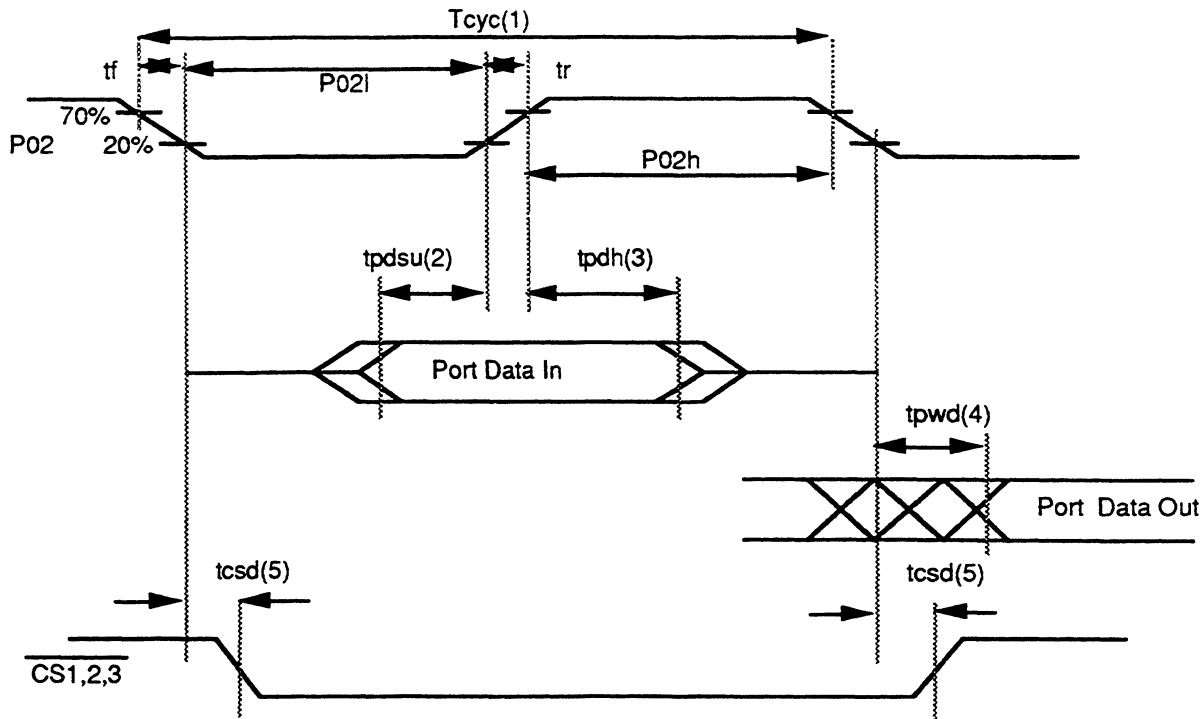 Tcyc(1)
tf
P02l
tr
70%
P02
20%
P02h
tpdsu(2)
tpdh(3)
Port Data In
tpwd(4)
Port Data Out
tcsd(5)
tcsd(5)
CS1,2,3